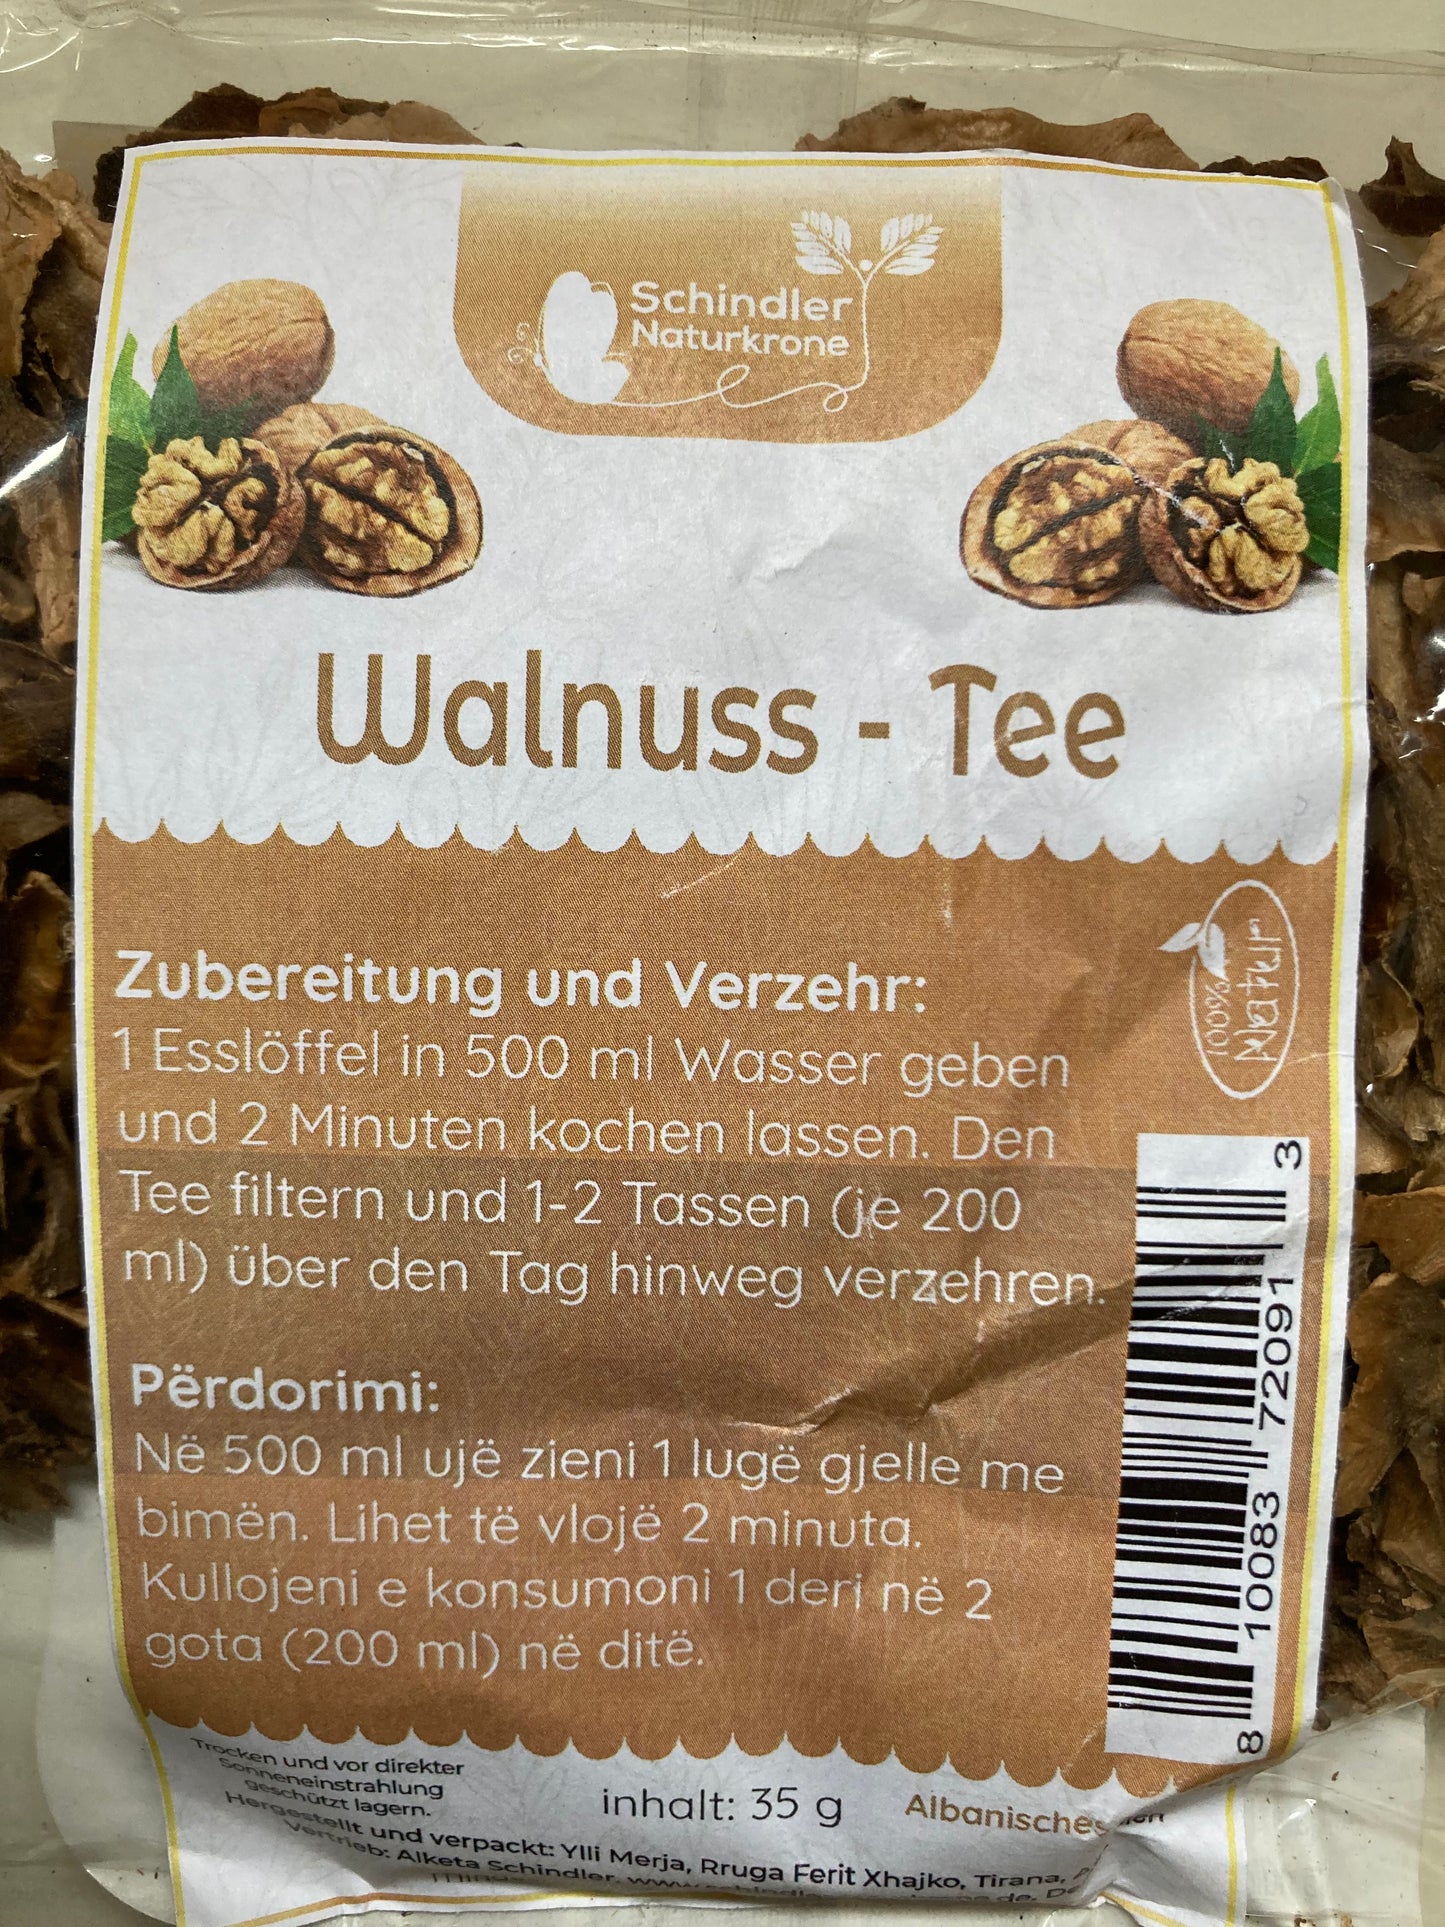 Schindler
Naturkrone
Walnuss - Tee
100%
Natur
Zubereitung und Verzehr:
1 Esslöffel in 500 ml Wasser geben
und 2 Minuten kochen lassen. Den
Tee filtern und 1-2 Tassen (je 200
ml) über den Tag hinweg verzehren.
Përdorimi:
Në 500 ml ujë zieni 1 lugë gjelle me
bimën. Lihet të vlojë 2 minuta.
Kullojeni e konsumoni 1 deri në 2
gota (200 ml) në ditë.
8 10083 72091 3
Trocken und vor direkter
Sonneneinstrahlung
geschützt lagern.
inhalt: 35 g
Albanisches
Hergestellt und verpackt: Ylli Merja, Rruga Ferit Xhajko, Tirana,
Vertrieb: Alketa Schindler,